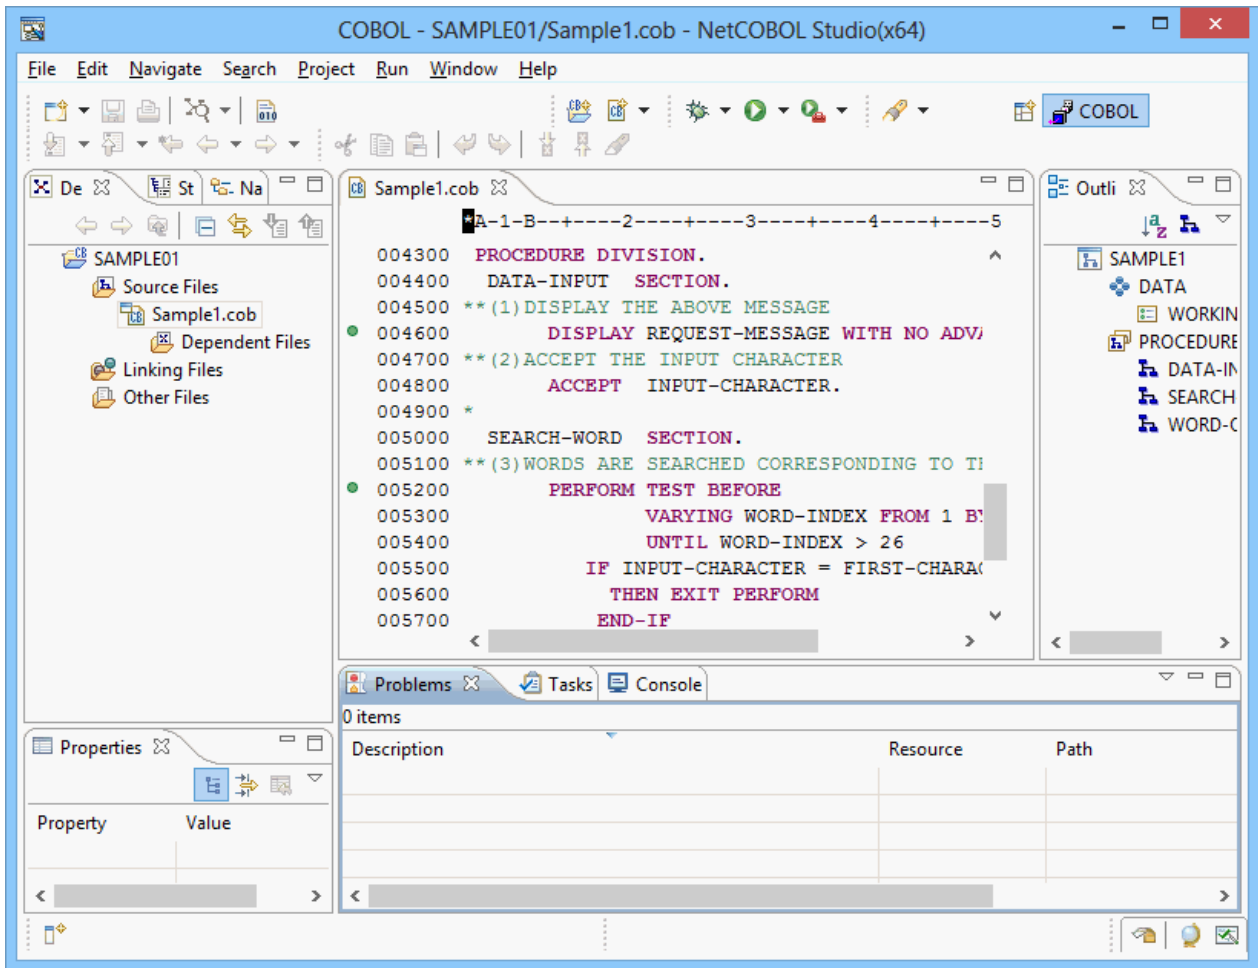 COBOL - SAMPLE01/Sample1.cob - NetCOBOL Studio(x64)
File Edit Navigate Search Project Run Window Help
COBOL
De St Na
SAMPLE01
Source Files
Sample1.cob
Dependent Files
Linking Files
Other Files
Sample1.cob
*A-1-B--+----2----+----3----+----4----+----5
004300 PROCEDURE DIVISION.
004400 DATA-INPUT SECTION.
004500 **(1)DISPLAY THE ABOVE MESSAGE
004600 DISPLAY REQUEST-MESSAGE WITH NO ADVA
004700 **(2)ACCEPT THE INPUT CHARACTER
004800 ACCEPT INPUT-CHARACTER.
004900 *
005000 SEARCH-WORD SECTION.
005100 **(3)WORDS ARE SEARCHED CORRESPONDING TO
005200 PERFORM TEST BEFORE
005300 VARYING WORD-INDEX FROM 1 BY
005400 UNTIL WORD-INDEX > 26
005500 IF INPUT-CHARACTER = FIRST-CHARAC
005600 THEN EXIT PERFORM
005700 END-IF
Outli
SAMPLE1
DATA
WORKIN
PROCEDURE
DATA-IN
SEARCH
WORD-C
Problems Tasks Console
0 items
Description Resource Path
Properties
Property Value